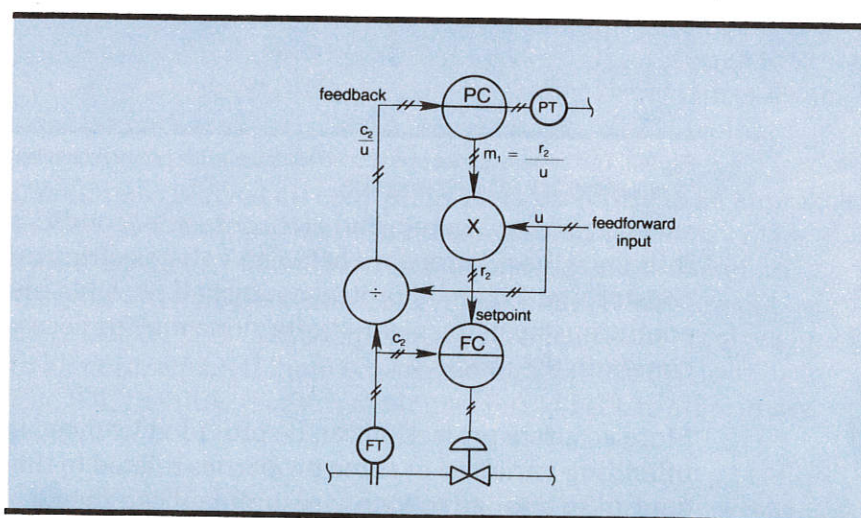 PC
PT
feedback
c₂
u
m₁ = r₂
u
X
u
feedforward
input
r₂
÷
setpoint
c₂
FC
FT